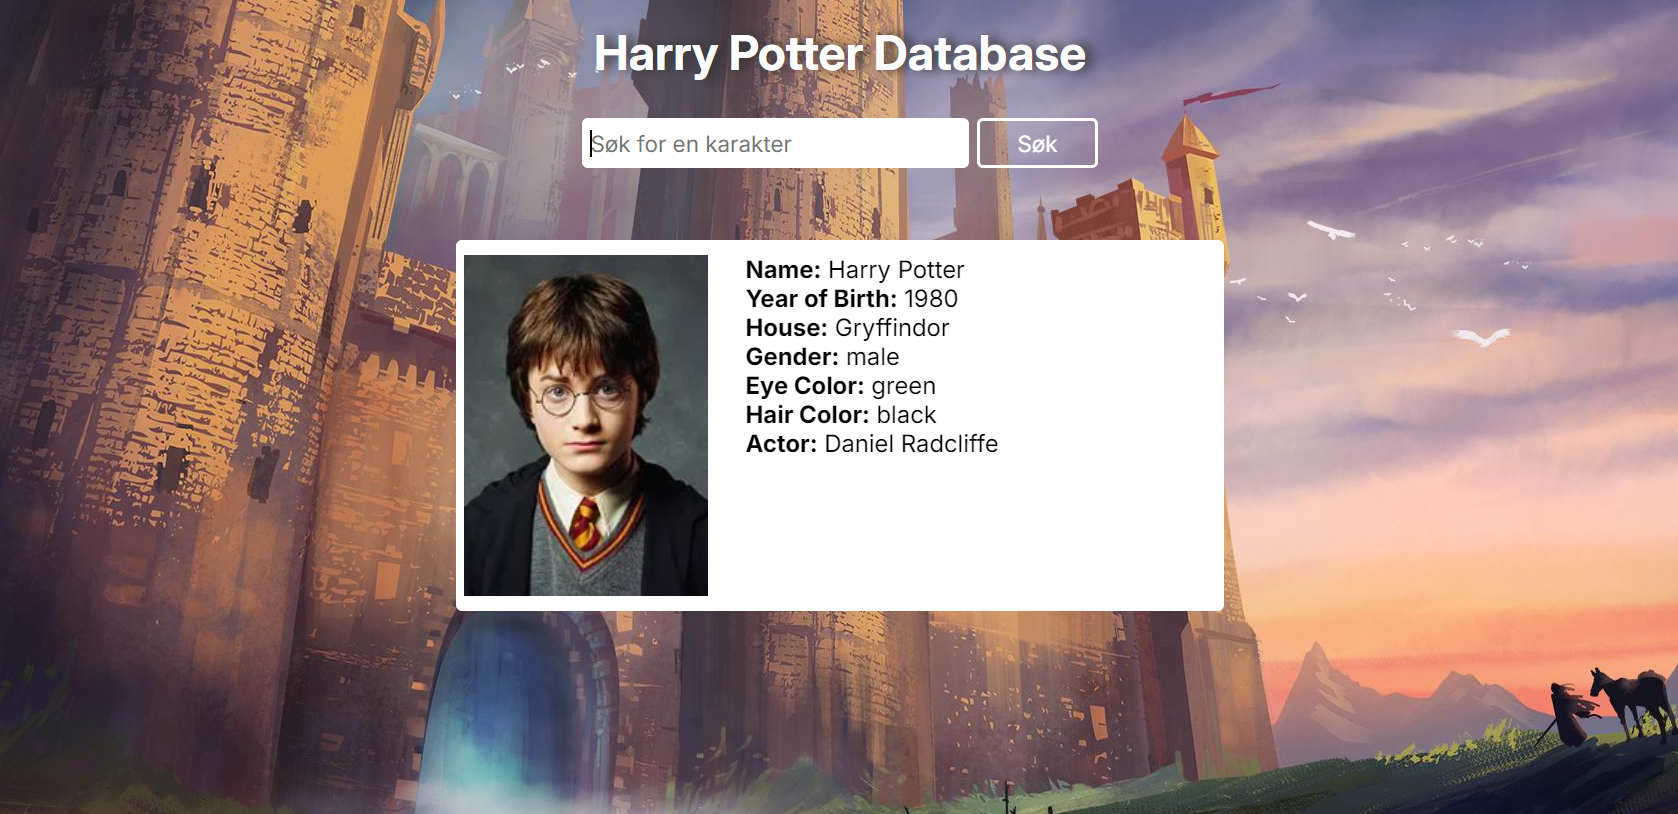 Harry Potter Database
Søk for en karakter
Søk
Name: Harry Potter
Year of Birth: 1980
House: Gryffindor
Gender: male
Eye Color: green
Hair Color: black
Actor: Daniel Radcliffe